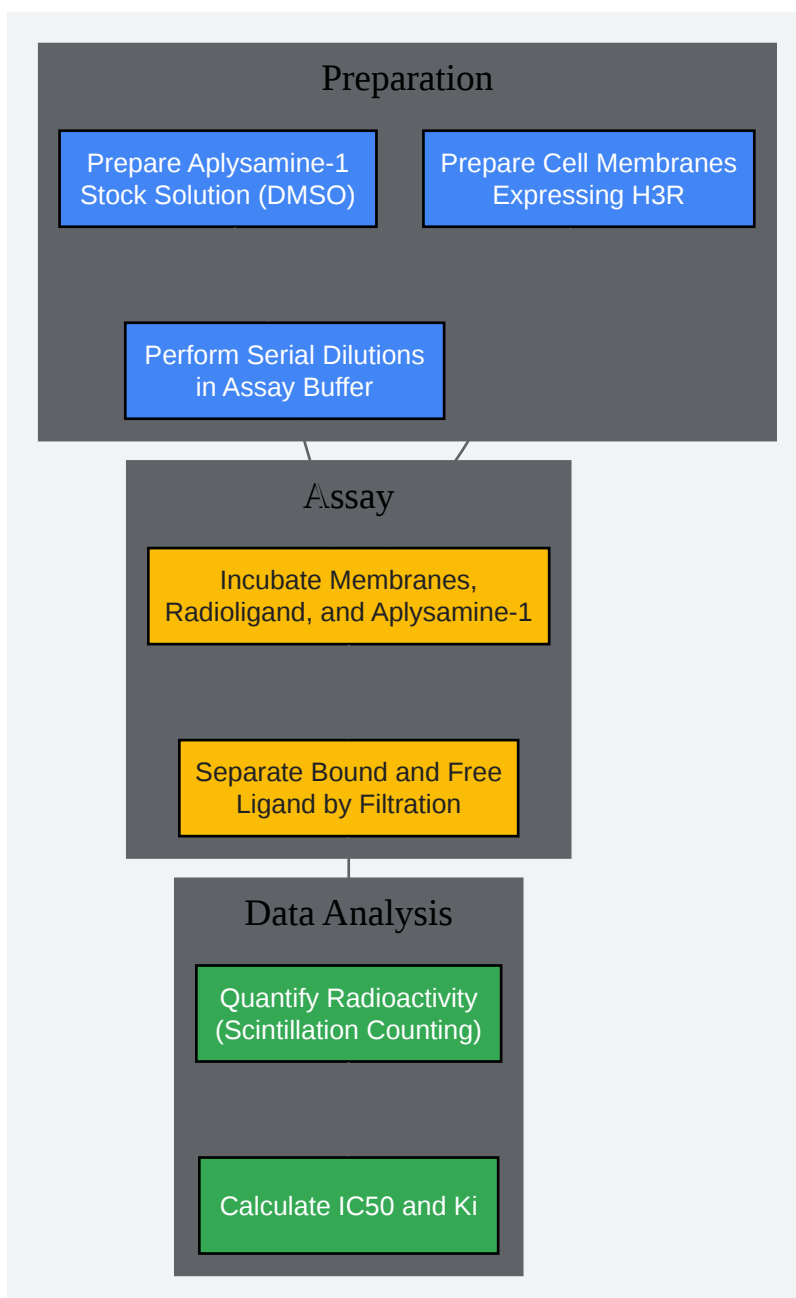 Preparation
Prepare Aplysamine-1
Stock Solution (DMSO)
Prepare Cell Membranes
Expressing H3R
Perform Serial Dilutions
in Assay Buffer
Assay
Incubate Membranes,
Radioligand, and Aplysamine-1
Separate Bound and Free
Ligand by Filtration
Data Analysis
Quantify Radioactivity
(Scintillation Counting)
Calculate IC50 and Ki